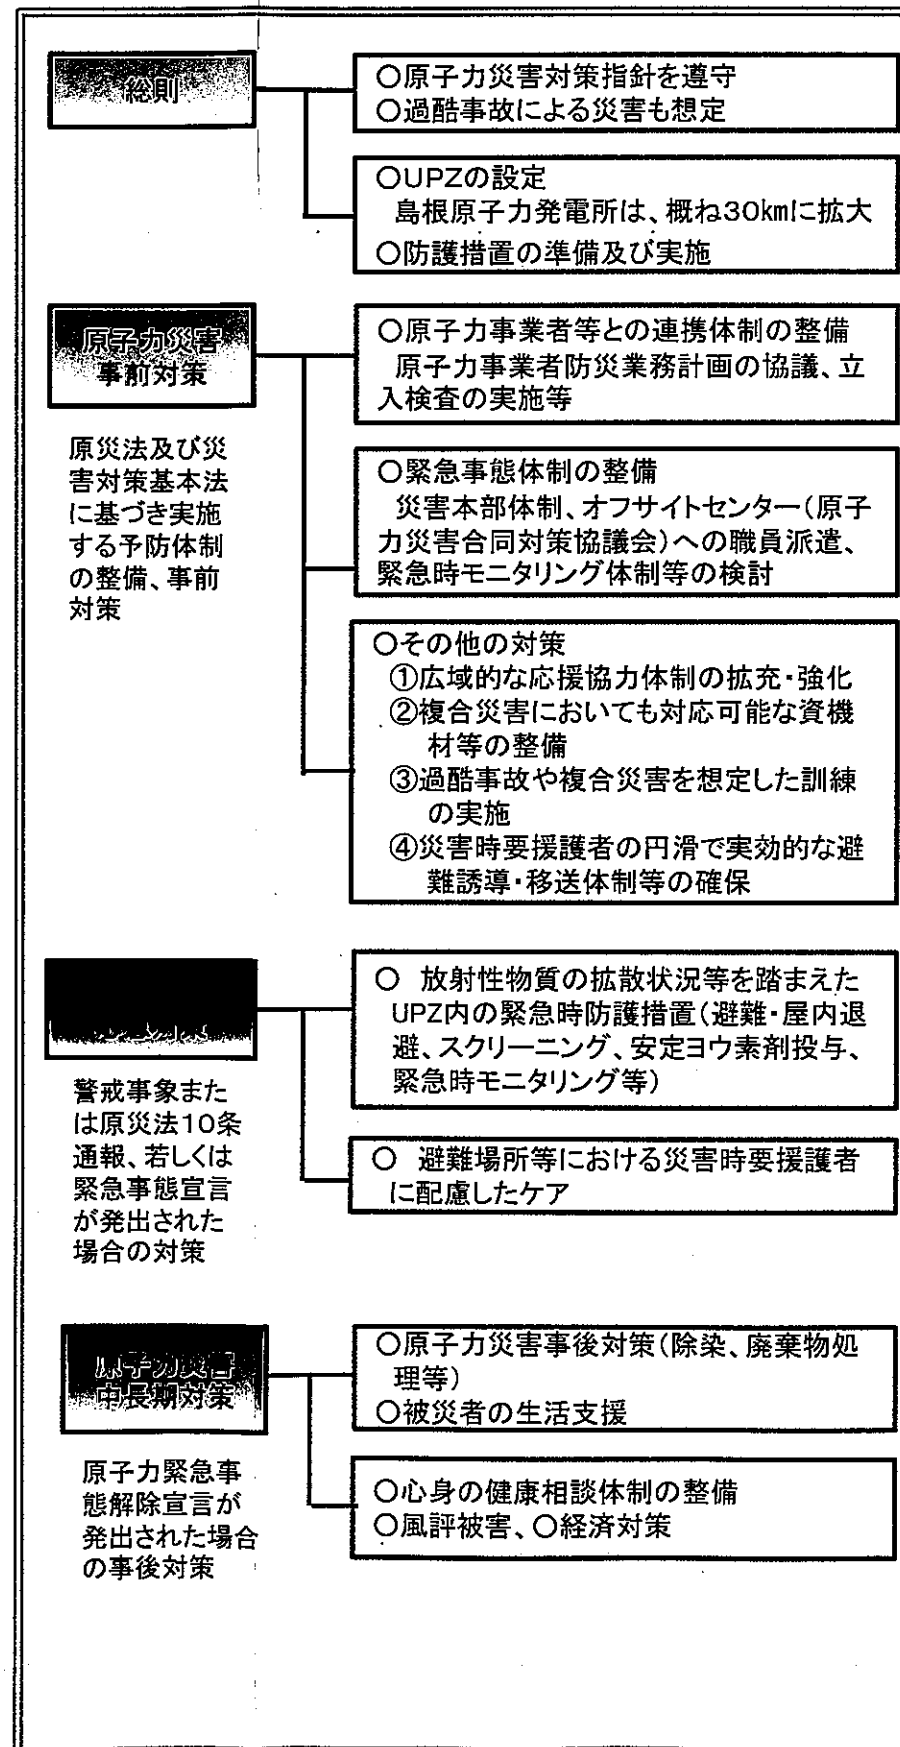 総則
○原子力災害対策指針を遵守
○過酷事故による災害も想定
○UPZの設定
島根原子力発電所は、概ね30㎞に拡大
○防護措置の準備及び実施
原子力災害
事前対策
原災法及び災
害対策基本法
に基づき実施
する予防体制
の整備、事前
対策
○原子力事業者等との連携体制の整備
原子力事業者防災業務計画の協議、立
入検査の実施等
○緊急事態体制の整備
災害本部体制、オフサイトセンター(原子
力災害合同対策協議会)への職員派遣、
緊急時モニタリング体制等の検討
○その他の対策
①広域的な応援協力体制の拡充・強化
②複合災害においても対応可能な資機
材等の整備
③過酷事故や複合災害を想定した訓練
の実施
④災害時要援護者の円滑で実効的な避
難誘導・移送体制等の確保
警戒事象また
は原災法10条
通報、若しくは
緊急事態宣言
が発出された
場合の対策
○ 放射性物質の拡散状況等を踏まえた
UPZ内の緊急時防護措置(避難・屋内退
避、スクリーニング、安定ヨウ素剤投与、
緊急時モニタリング等)
○ 避難場所等における災害時要援護者
に配慮したケア
原子力災害
中長期対策
原子力緊急事
態解除宣言が
発出された場合
の事後対策
○原子力災害事後対策(除染、廃棄物処
理等)
○被災者の生活支援
○心身の健康相談体制の整備
○風評被害、○経済対策